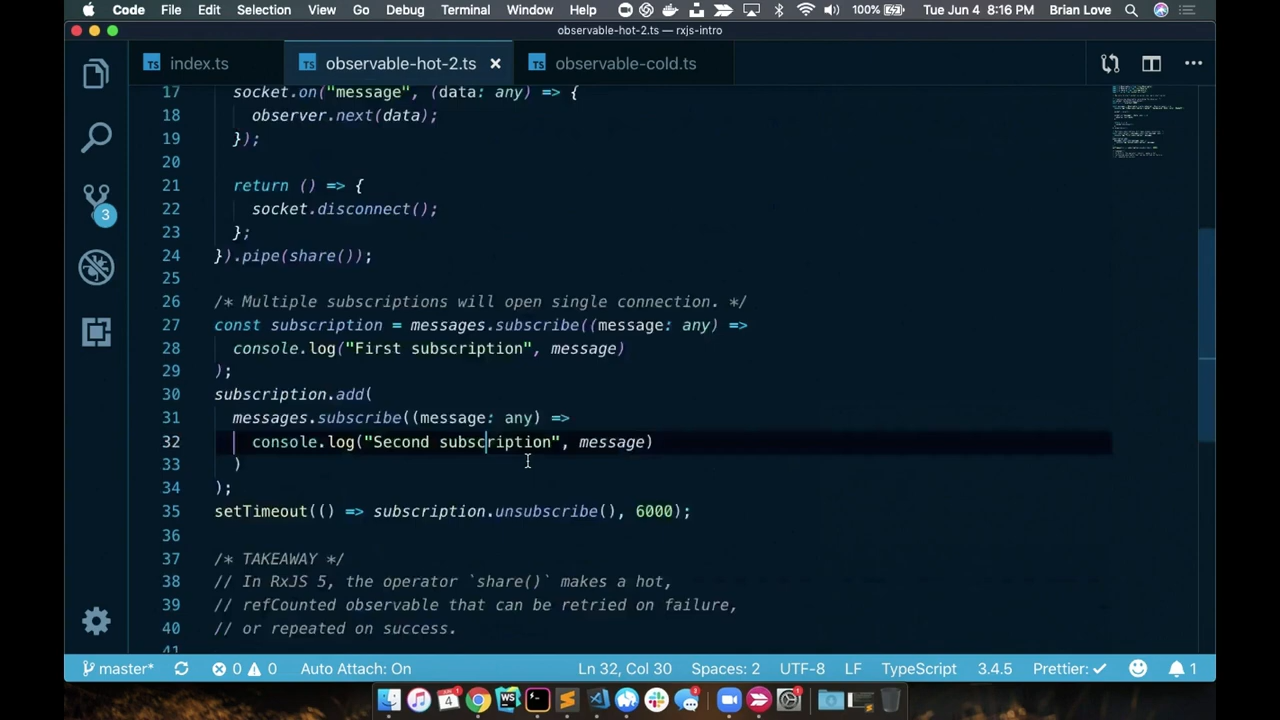 Code File Edit Selection View Go Debug Terminal Window Help 100% Tue Jun 4 8:16 PM Brian Love
observable-hot-2.ts — rxjs-intro
TS index.ts TS observable-hot-2.ts × TS observable-cold.ts
17 socket.on("message", (data: any) => {
18 observer.next(data);
19 });
20
21 return () => {
22 socket.disconnect();
23 };
24 }).pipe(share());
25
26 /* Multiple subscriptions will open single connection. */
27 const subscription = messages.subscribe((message: any) =>
28 console.log("First subscription", message)
29 );
30 subscription.add(
31 messages.subscribe((message: any) =>
32 console.log("Second subscription", message)
33 )
34 );
35 setTimeout(() => subscription.unsubscribe(), 6000);
36
37 /* TAKEAWAY */
38 // In RxJS 5, the operator `share()` makes a hot,
39 // refCounted observable that can be retried on failure,
40 // or repeated on success.
41
3
master* 0 0 Auto Attach: On Ln 32, Col 30 Spaces: 2 UTF-8 LF TypeScript 3.4.5 Prettier: ✓ 1
4 WS